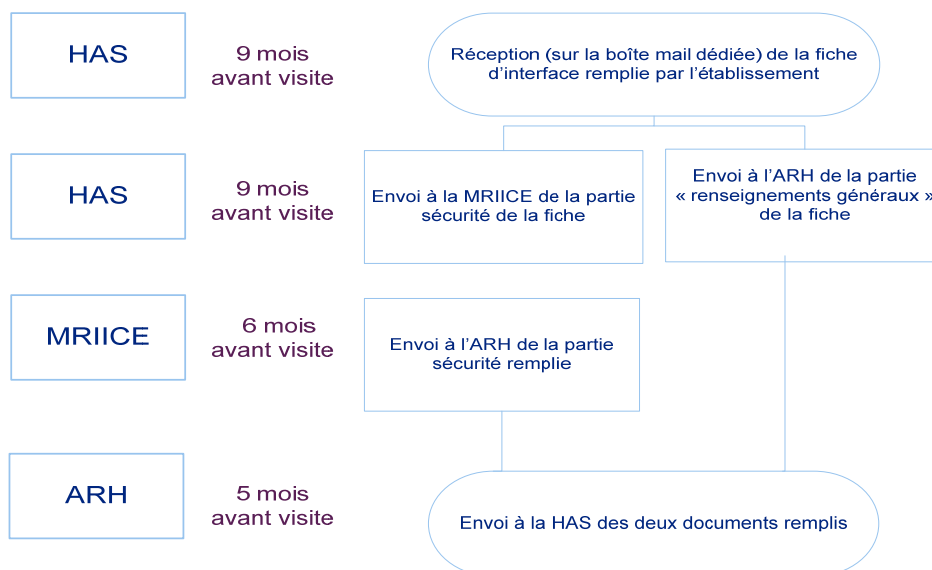 HAS
9 mois
avant visite
Réception (sur la boîte mail dédiée) de la fiche
d'interface remplie par l'établissement
HAS
9 mois
avant visite
Envoi à la MRIICE de la partie
sécurité de la fiche
Envoi à l'ARH de la partie
« renseignements généraux »
de la fiche
MRIICE
6 mois
avant visite
Envoi à l'ARH de la partie
sécurité remplie
ARH
5 mois
avant visite
Envoi à la HAS des deux documents remplis